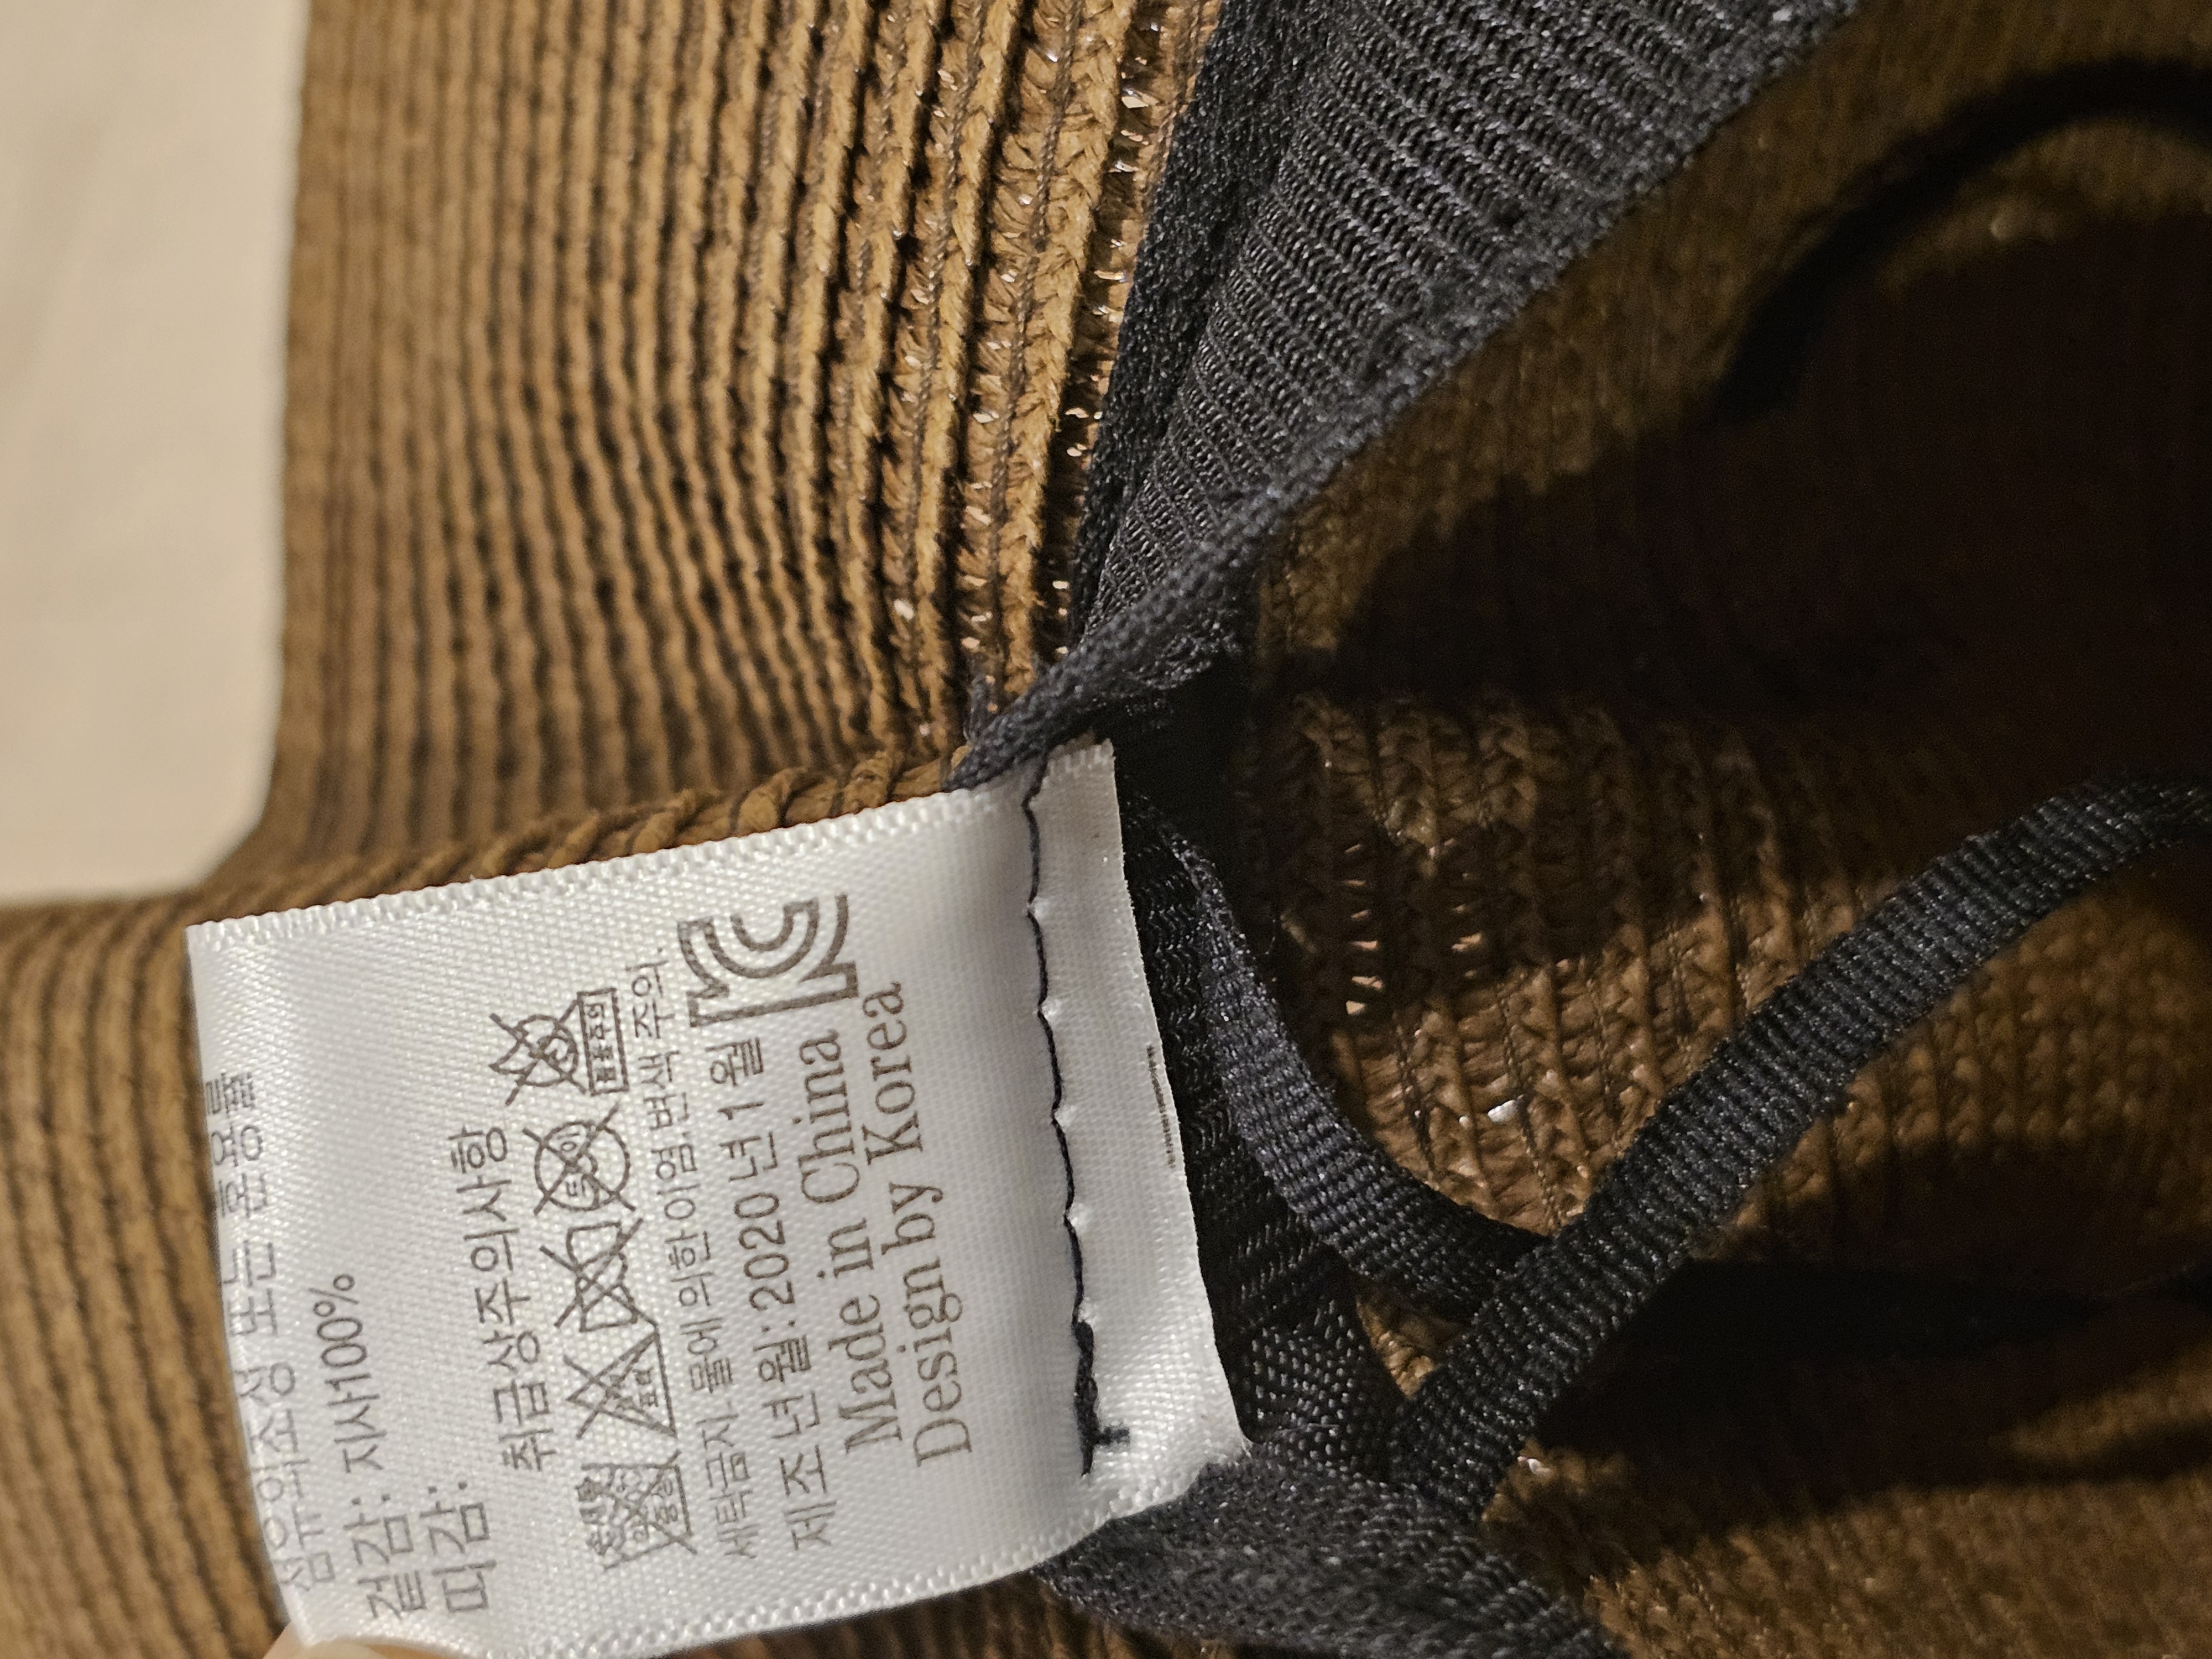 섬유의조성 또는 혼용률
겉감: 지사100%
띠감:
취급상주의사항
세탁금지-물에 의한 이염.변색 주의.
제조 년 월:2020 년 1 월
Made in China
Design by Korea